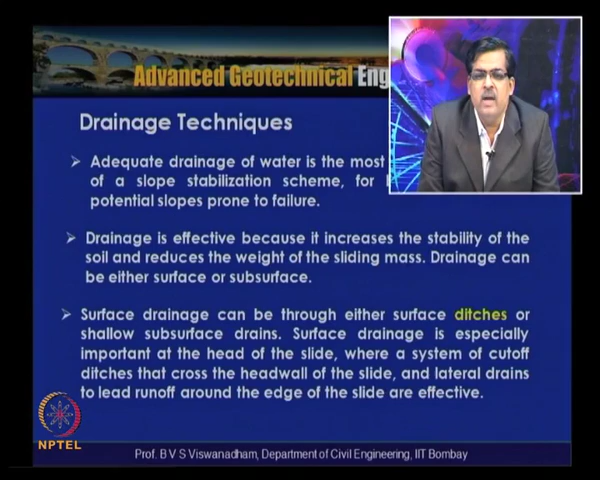 Advanced Geotechnical Eng
Drainage Techniques
➢ Adequate drainage of water is the most
of a slope stabilization scheme, for
potential slopes prone to failure.
➢ Drainage is effective because it increases the stability of the
soil and reduces the weight of the sliding mass. Drainage can
be either surface or subsurface.
➢ Surface drainage can be through either surface ditches or
shallow subsurface drains. Surface drainage is especially
important at the head of the slide, where a system of cutoff
ditches that cross the headwall of the slide, and lateral drains
to lead runoff around the edge of the slide are effective.
NPTEL
Prof. B V S Viswanadham, Department of Civil Engineering, IIT Bombay